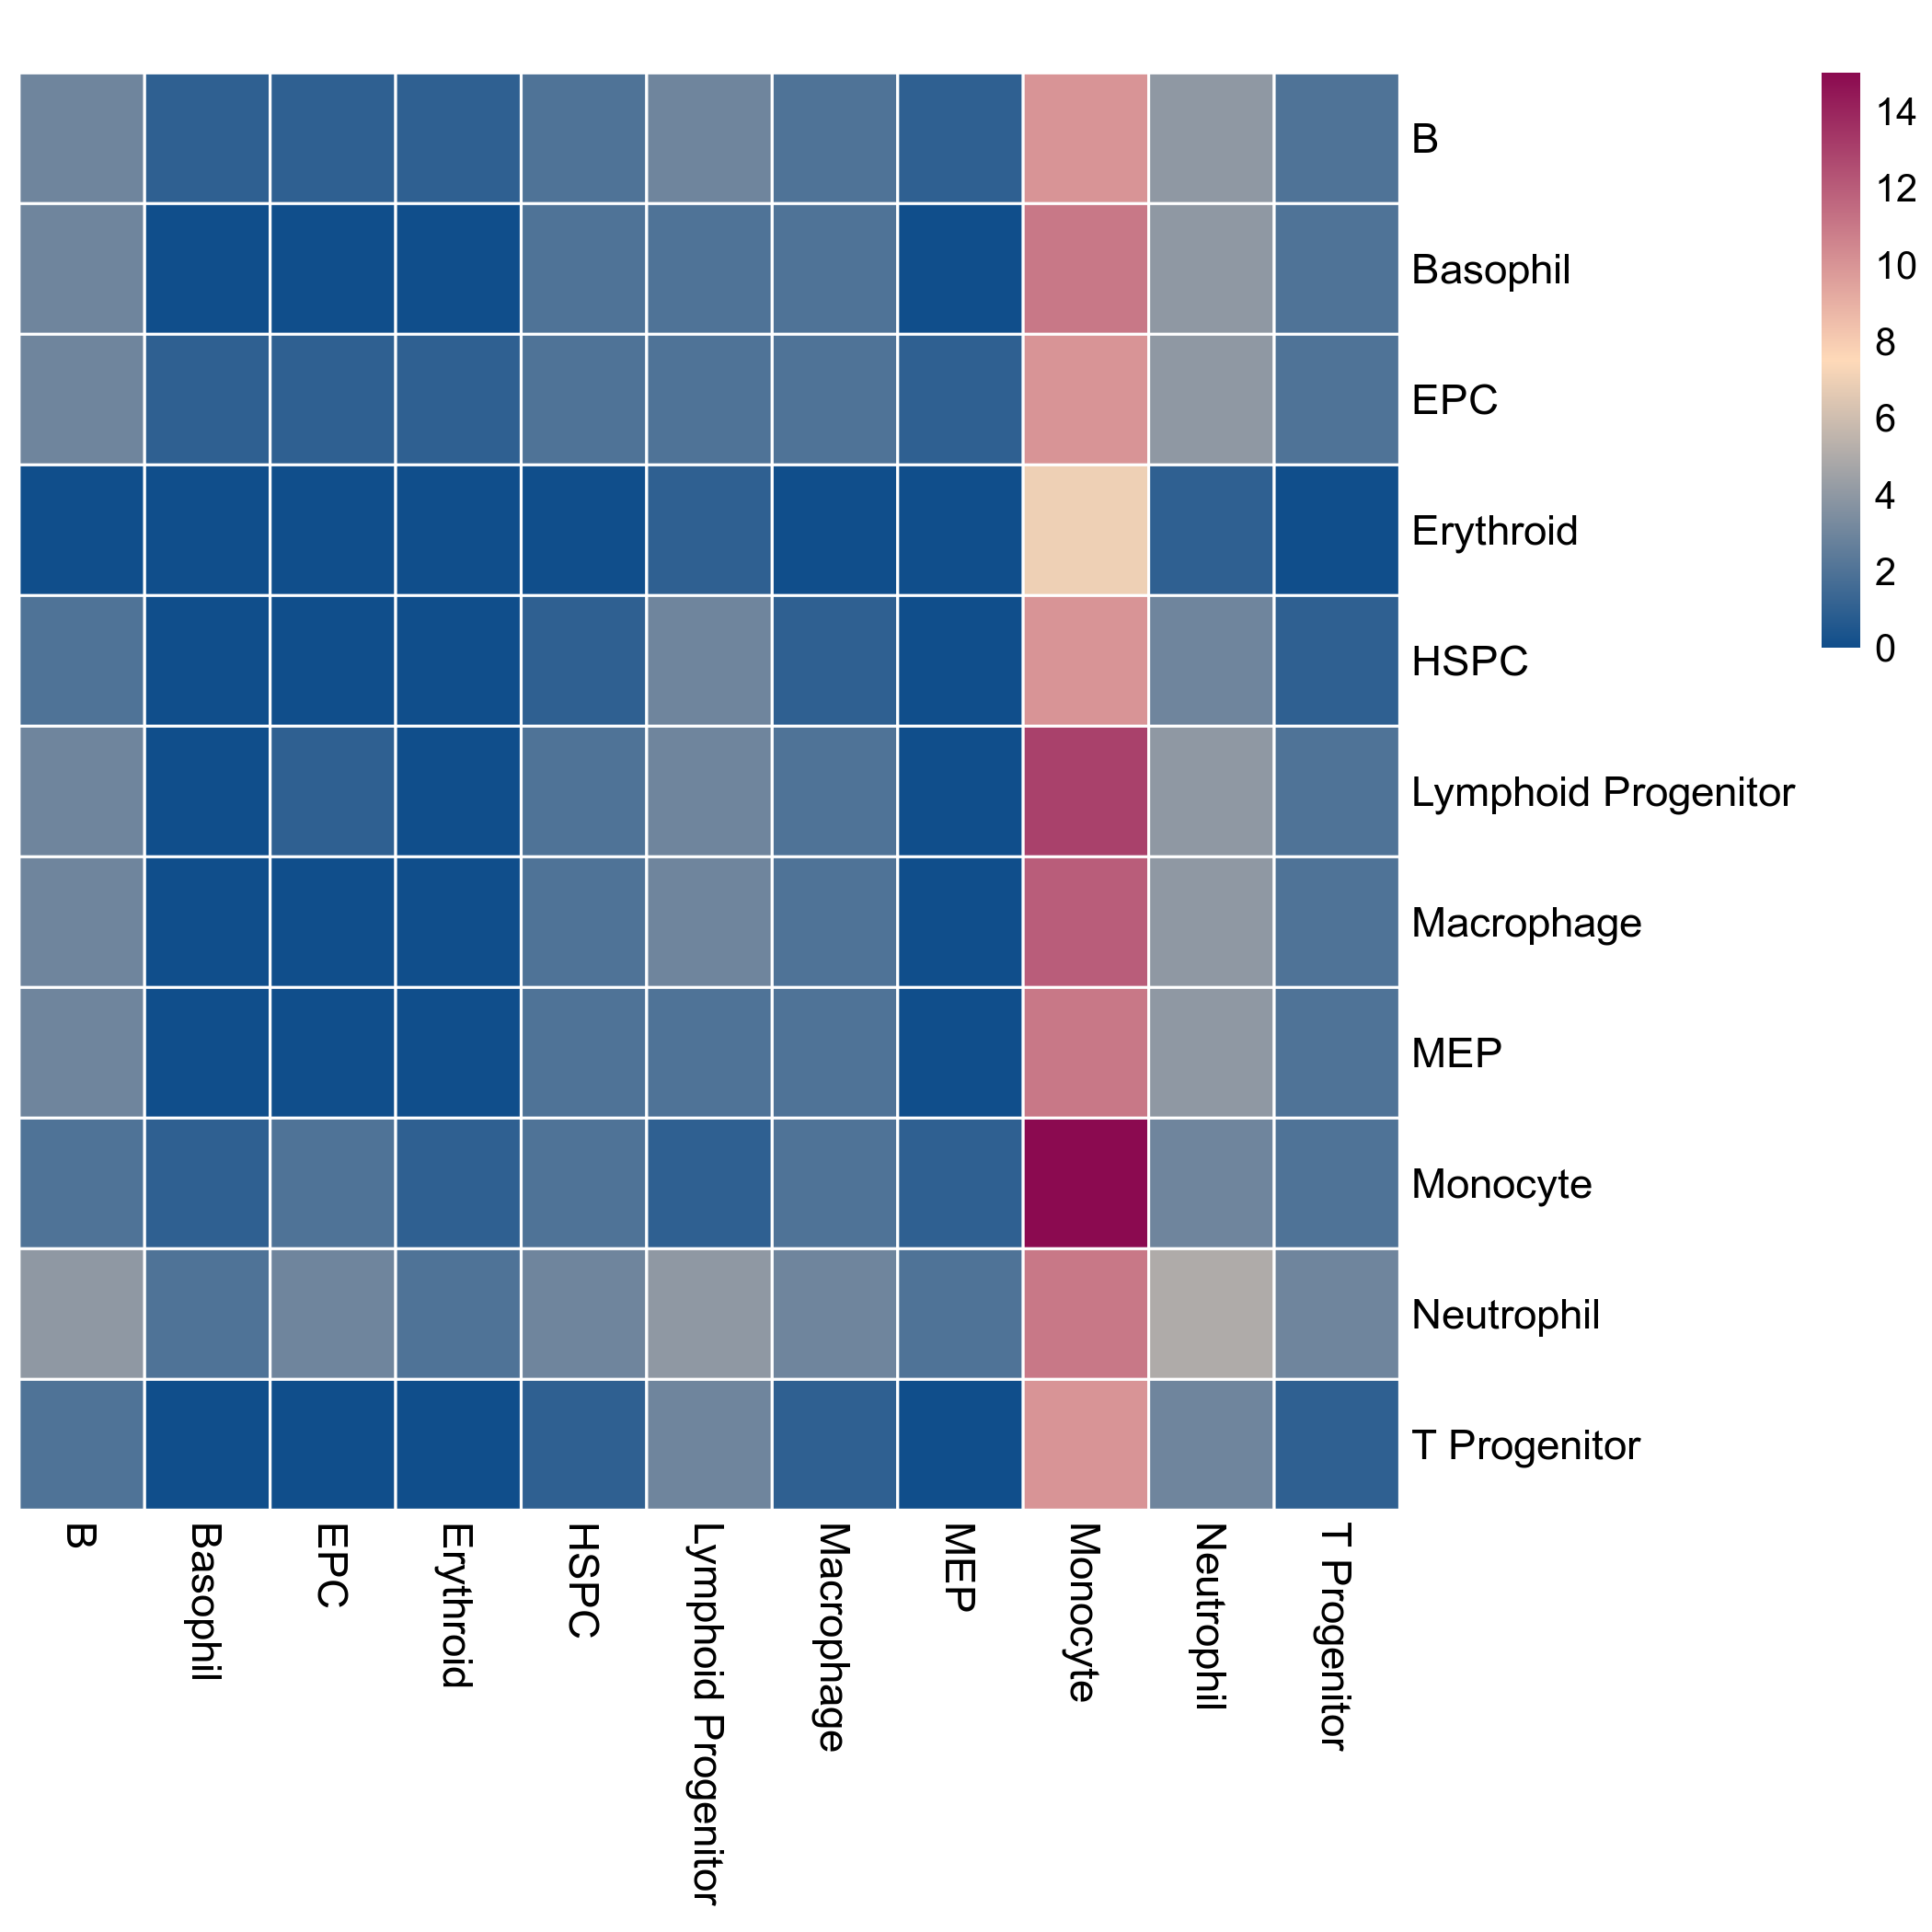 B
Basophil
EPC
Erythroid
HSPC
Lymphoid Progenitor
Macrophage
MEP
Monocyte
Neutrophil
T Progenitor
14
12
10
8
6
4
2
0
B
Basophil
EPC
Erythroid
HSPC
Lymphoid Progenitor
Macrophage
MEP
Monocyte
Neutrophil
T Progenitor